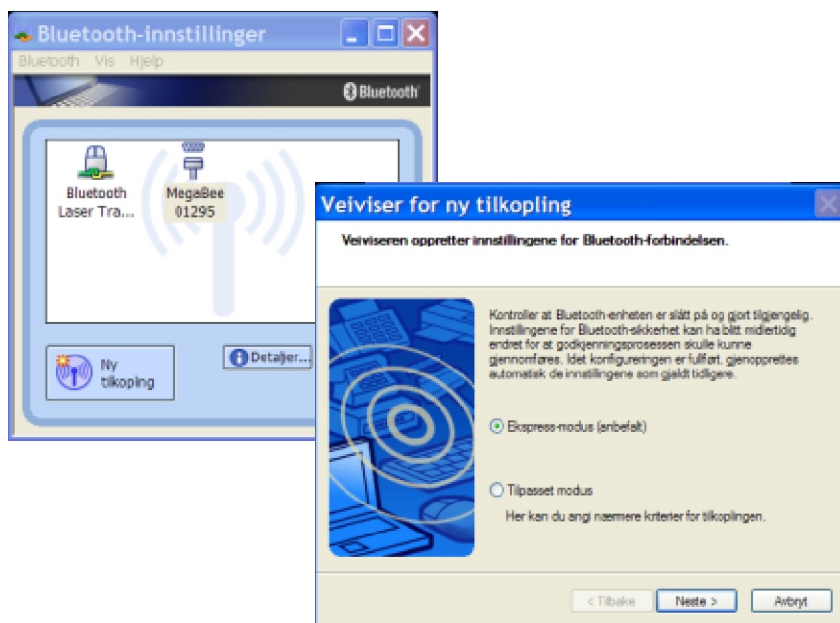 Bluetooth-innstillinger
Bluetooth Vis Hjelp
Bluetooth
Bluetooth
Laser Tra...
MegaBee
01295
Ny
tilkoping
Detaljer...
Veiviser for ny tilkopling
Veiviseren oppretter innstillingene for Bluetooth-forbindelsen.
Kontroller at Bluetooth-enheten er slått på og gjort tilgjengelig.
Innstillingene for Bluetooth-sikkerhet kan ha blitt midlertidig
endret for at godkjenningsprosessen skulle kunne
gjennomføres. Idet konfigureringen er fullført, gjenopprettes
automatisk de innstillingene som gjaldt tidligere.
Ekspress-modus (anbefalt)
Tilpasset modus
Her kan du angi nærmere kriterier for tilkoplingen.
< Tilbake
Neste >
Avbryt